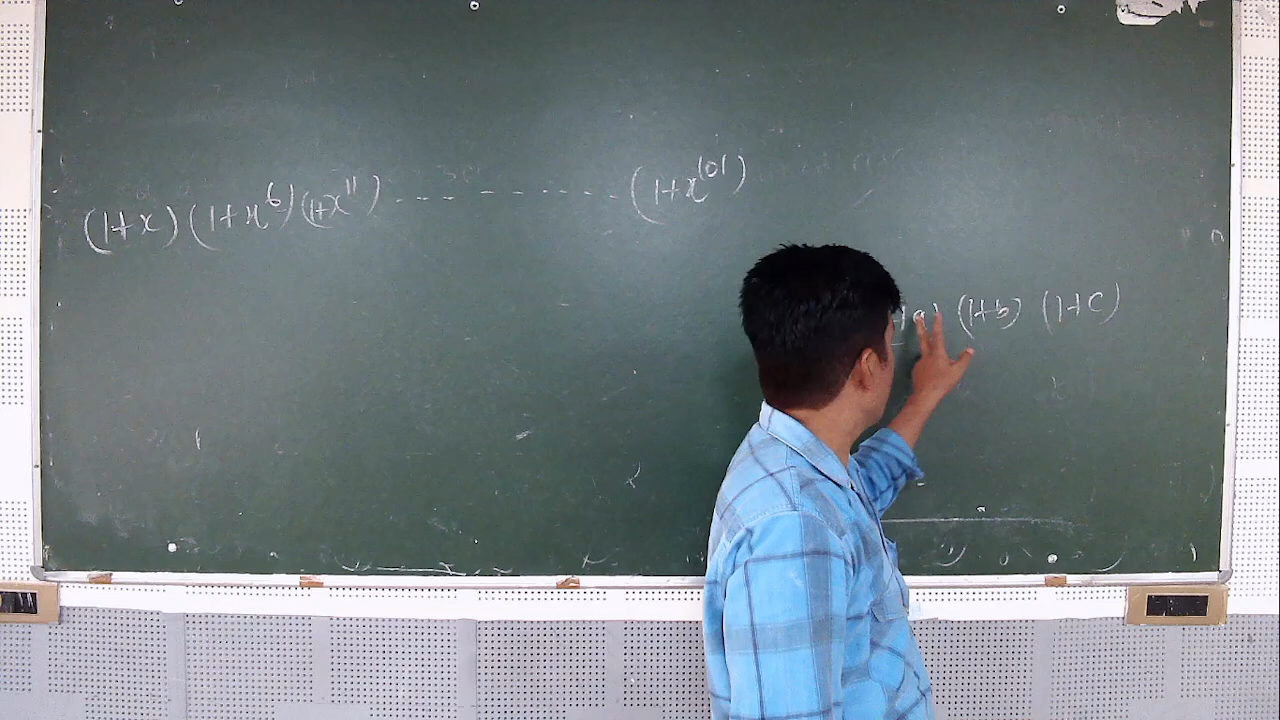 (1+x)(1+x^6)(1+x^11) - - - - - - - - - (1+x^101)
+a) (1+b) (1+c)